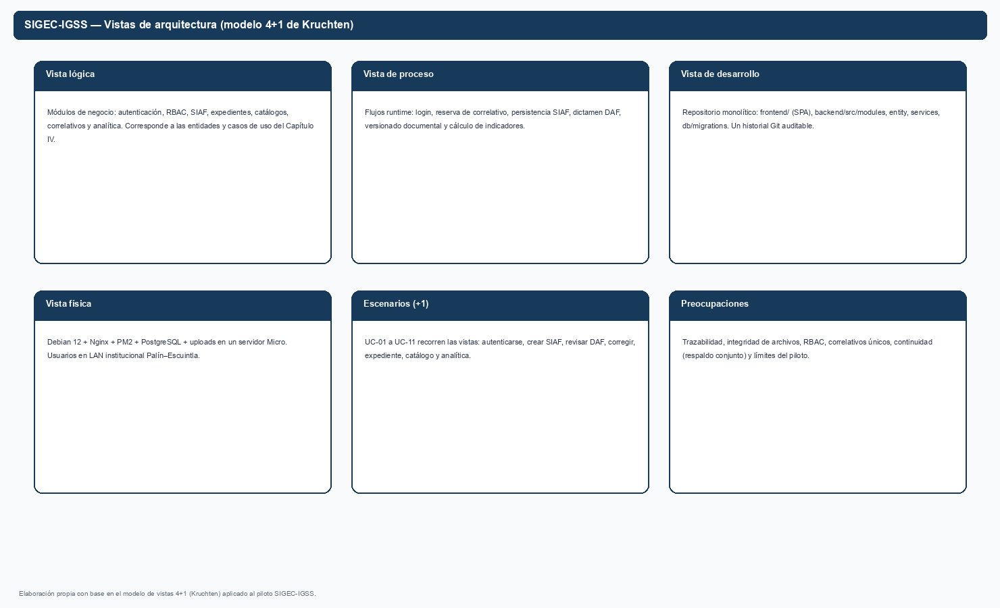 SIGEC-IGSS — Vistas de arquitectura (modelo 4+1 de Kruchten)
Vista lógica
Módulos de negocio: autenticación, RBAC, SIAF, expedientes, catálogos,
correlativos y analítica. Corresponde a las entidades y casos de uso del Capítulo
IV.
Vista de proceso
Flujos runtime: login, reserva de correlativo, persistencia SIAF, dictamen DAF,
versionado documental y cálculo de indicadores.
Vista de desarrollo
Repositorio monolítico: frontend/ (SPA), backend/src/modules, entity, services,
db/migrations. Un historial Git auditable.
Vista física
Debian 12 + Nginx + PM2 + PostgreSQL + uploads en un servidor Micro.
Usuarios en LAN institucional Palín–Escuintla.
Escenarios (+1)
UC-01 a UC-11 recorren las vistas: autenticarse, crear SIAF, revisar DAF, corregir,
expediente, catálogo y analítica.
Preocupaciones
Trazabilidad, integridad de archivos, RBAC, correlativos únicos, continuidad
(respaldo conjunto) y límites del piloto.
Elaboración propia con base en el modelo de vistas 4+1 (Kruchten) aplicado al piloto SIGEC-IGSS.